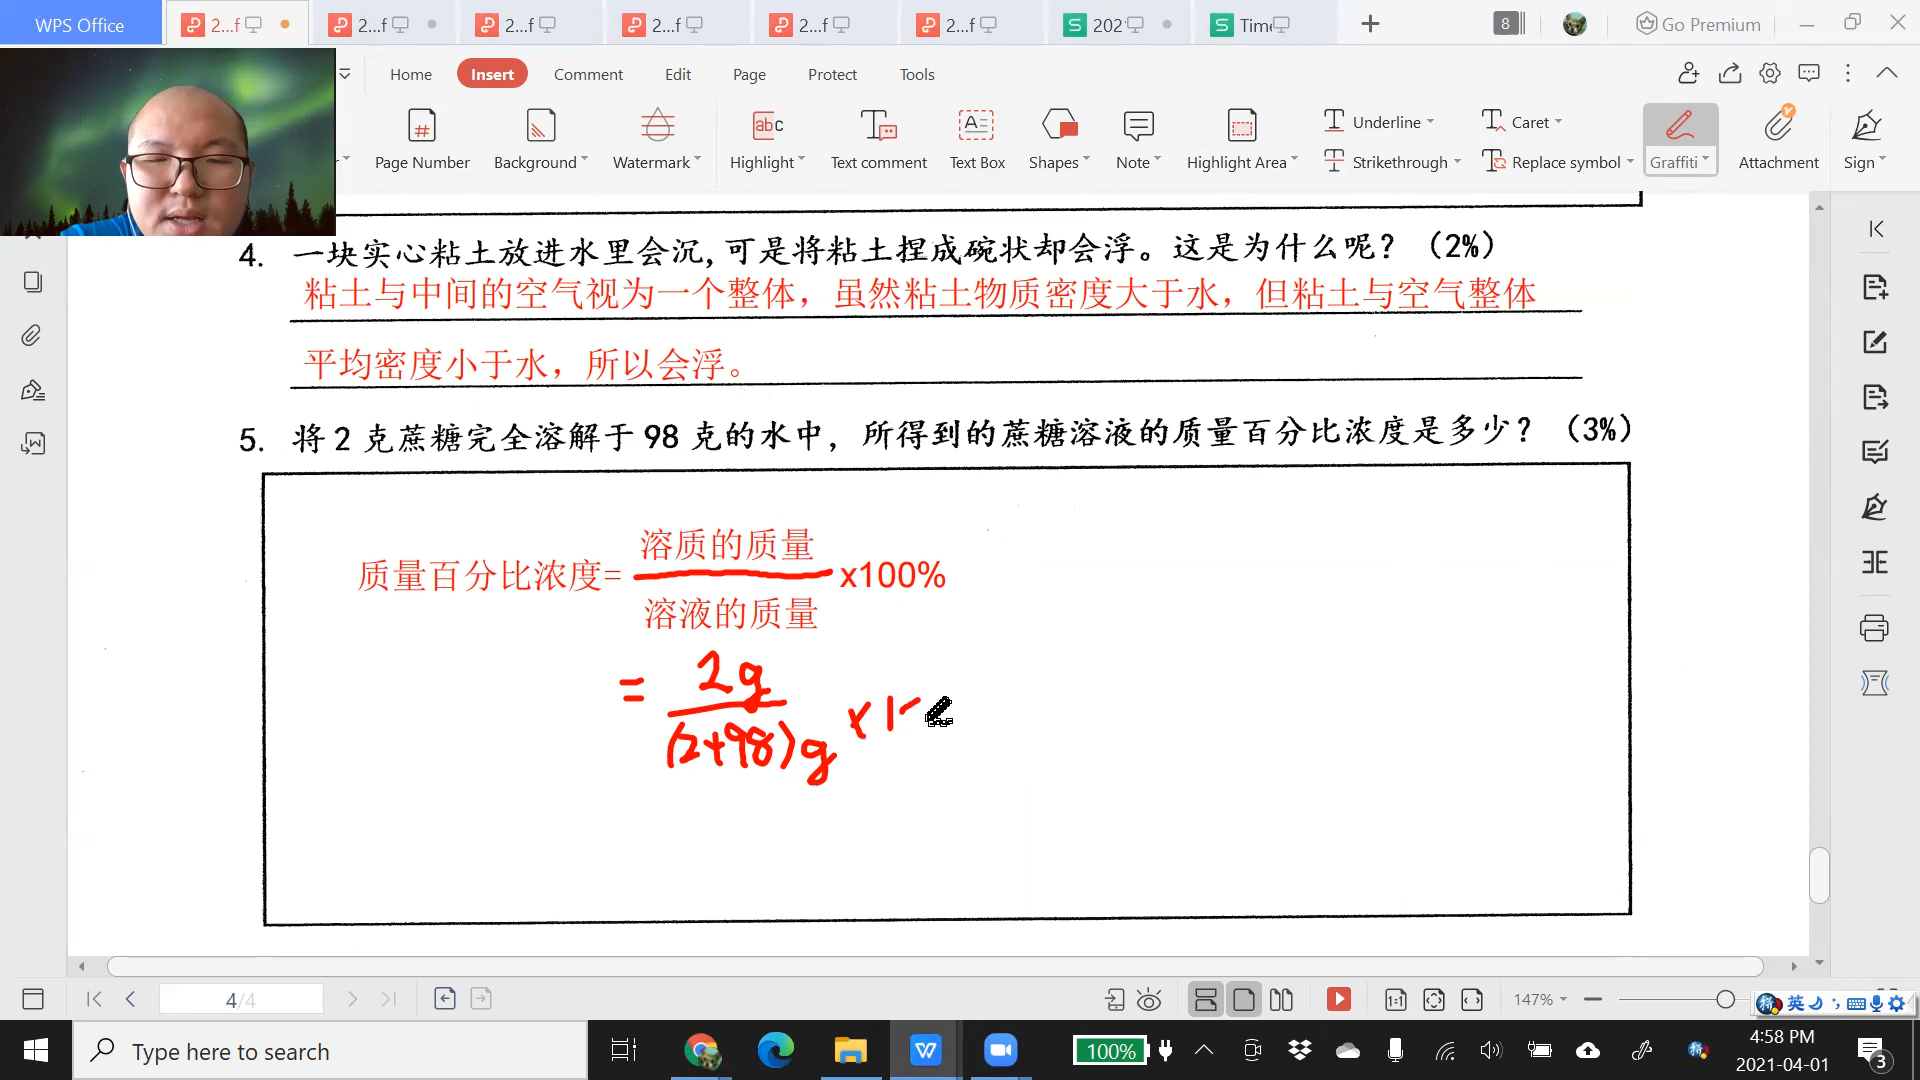 WPS Office
2...f
2...f
2...f
2...f
2...f
2...f
202
Time
8
Go Premium
Home
Insert
Comment
Edit
Page
Protect
Tools
Page Number
Background
Watermark
Highlight
Text comment
Text Box
Shapes
Note
Highlight Area
Underline
Strikethrough
Caret
Replace symbol
Graffiti
Attachment
Sign
4. 一块实心粘土放进水里会沉,可是将粘土捏成碗状却会浮。这是为什么呢?(2%)
粘土与中间的空气视为一个整体，虽然粘土物质密度大于水，但粘土与空气整体
平均密度小于水，所以会浮。
5. 将 2 克蔗糖完全溶解于 98 克的水中，所得到的蔗糖溶液的质量百分比浓度是多少?(3%)
溶质的质量
质量百分比浓度= x100%
溶液的质量
= 2g
(2+98)g x1
4/4
147%
英
Type here to search
100%
4:58 PM
2021-04-01
3